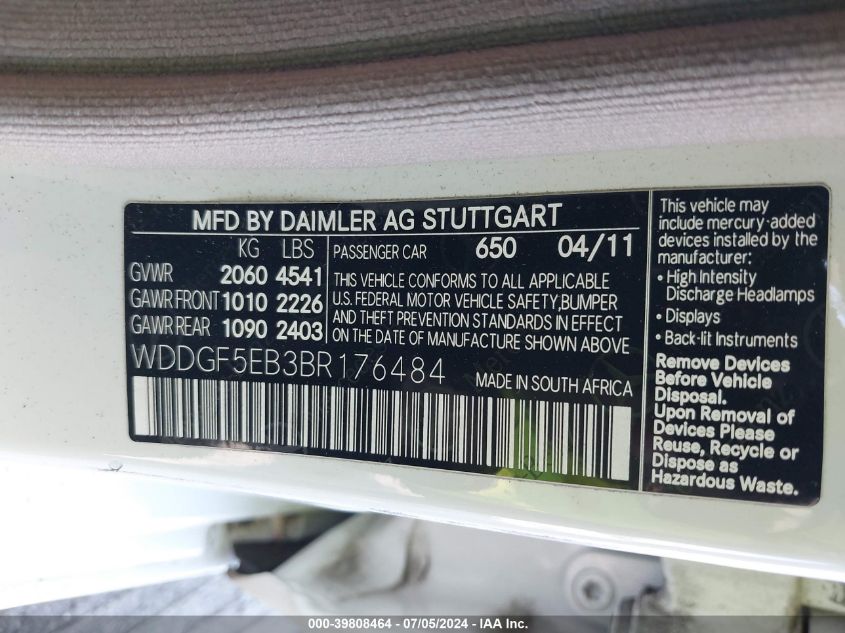 MFD BY DAIMLER AG STUTTGART
KG LBS
GVWR 2060 4541
GAWR FRONT 1010 2226
GAWR REAR 1090 2403
PASSENGER CAR 650 04/11
THIS VEHICLE CONFORMS TO ALL APPLICABLE
U.S. FEDERAL MOTOR VEHICLE SAFETY,BUMPER
AND THEFT PREVENTION STANDARDS IN EFFECT
ON THE DATE OF MANUFACTURE SHOWN ABOVE.
WDDGF5EB3BR176484
MADE IN SOUTH AFRICA
This vehicle may
include mercury-added
devices installed by the
manufacturer:
• High Intensity
Discharge Headlamps
• Displays
• Back-lit Instruments
Remove Devices
Before Vehicle
Disposal.
Upon Removal of
Devices Please
Reuse, Recycle or
Dispose as
Hazardous Waste.
000-39808464 - 07/05/2024 - IAA Inc.